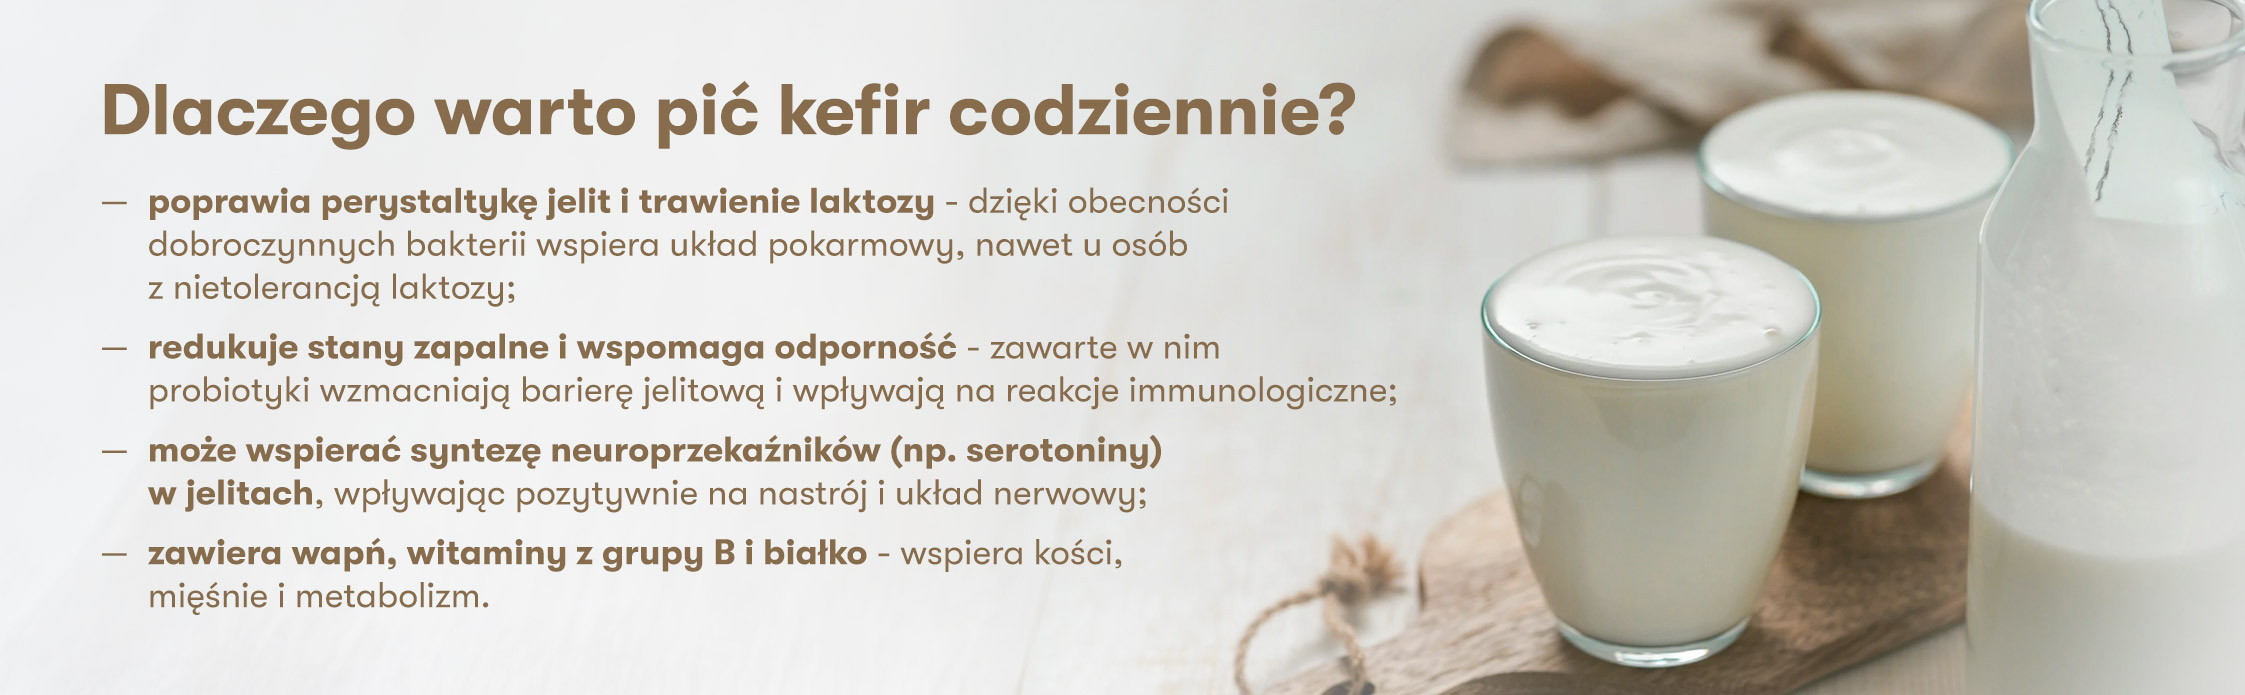 Dlaczego warto pić kefir codziennie?
— poprawia perystaltykę jelit i trawienie laktozy - dzięki obecności
dobroczynnych bakterii wspiera układ pokarmowy, nawet u osób
z nietolerancją laktozy;
— redukuje stany zapalne i wspomaga odporność - zawarte w nim
probiotyki wzmacniają barierę jelitową i wpływają na reakcje immunologiczne;
— może wspierać syntezę neuroprzekaźników (np. serotoniny)
w jelitach, wpływając pozytywnie na nastrój i układ nerwowy;
— zawiera wapń, witaminy z grupy B i białko - wspiera kości,
mięśnie i metabolizm.